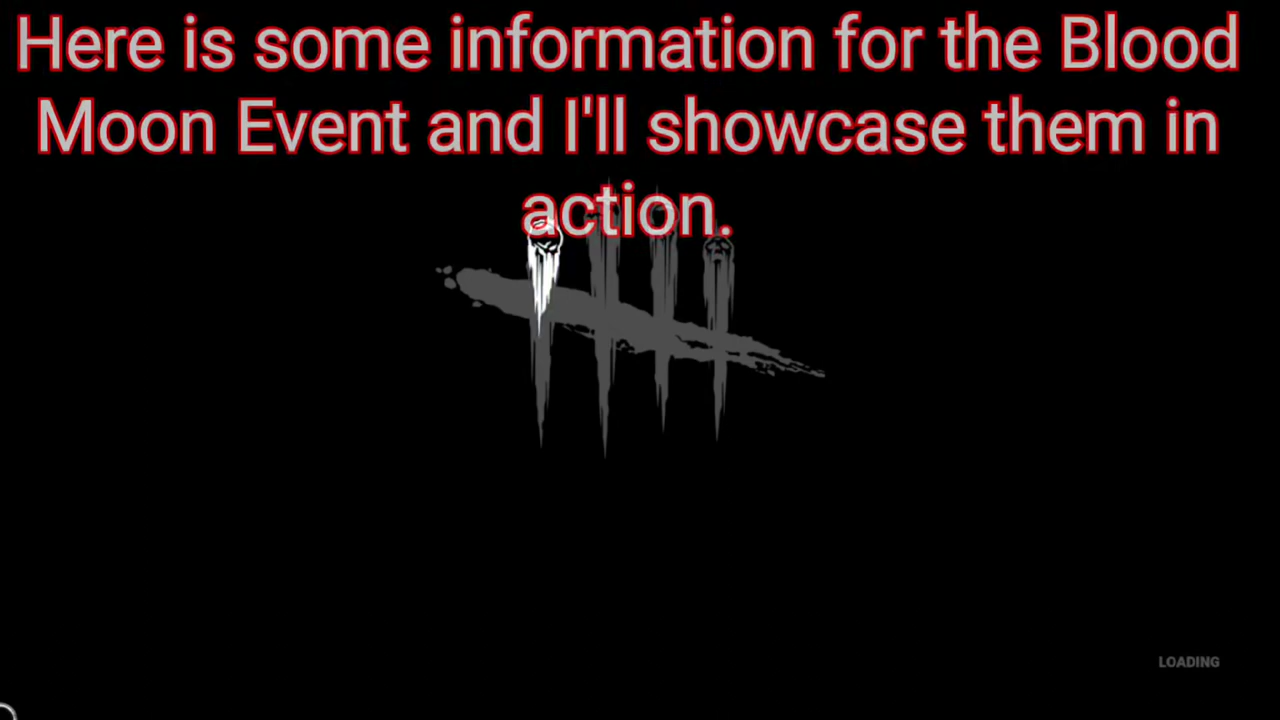 Here is some information for the Blood
Moon Event and I'll showcase them in
action.
LOADING